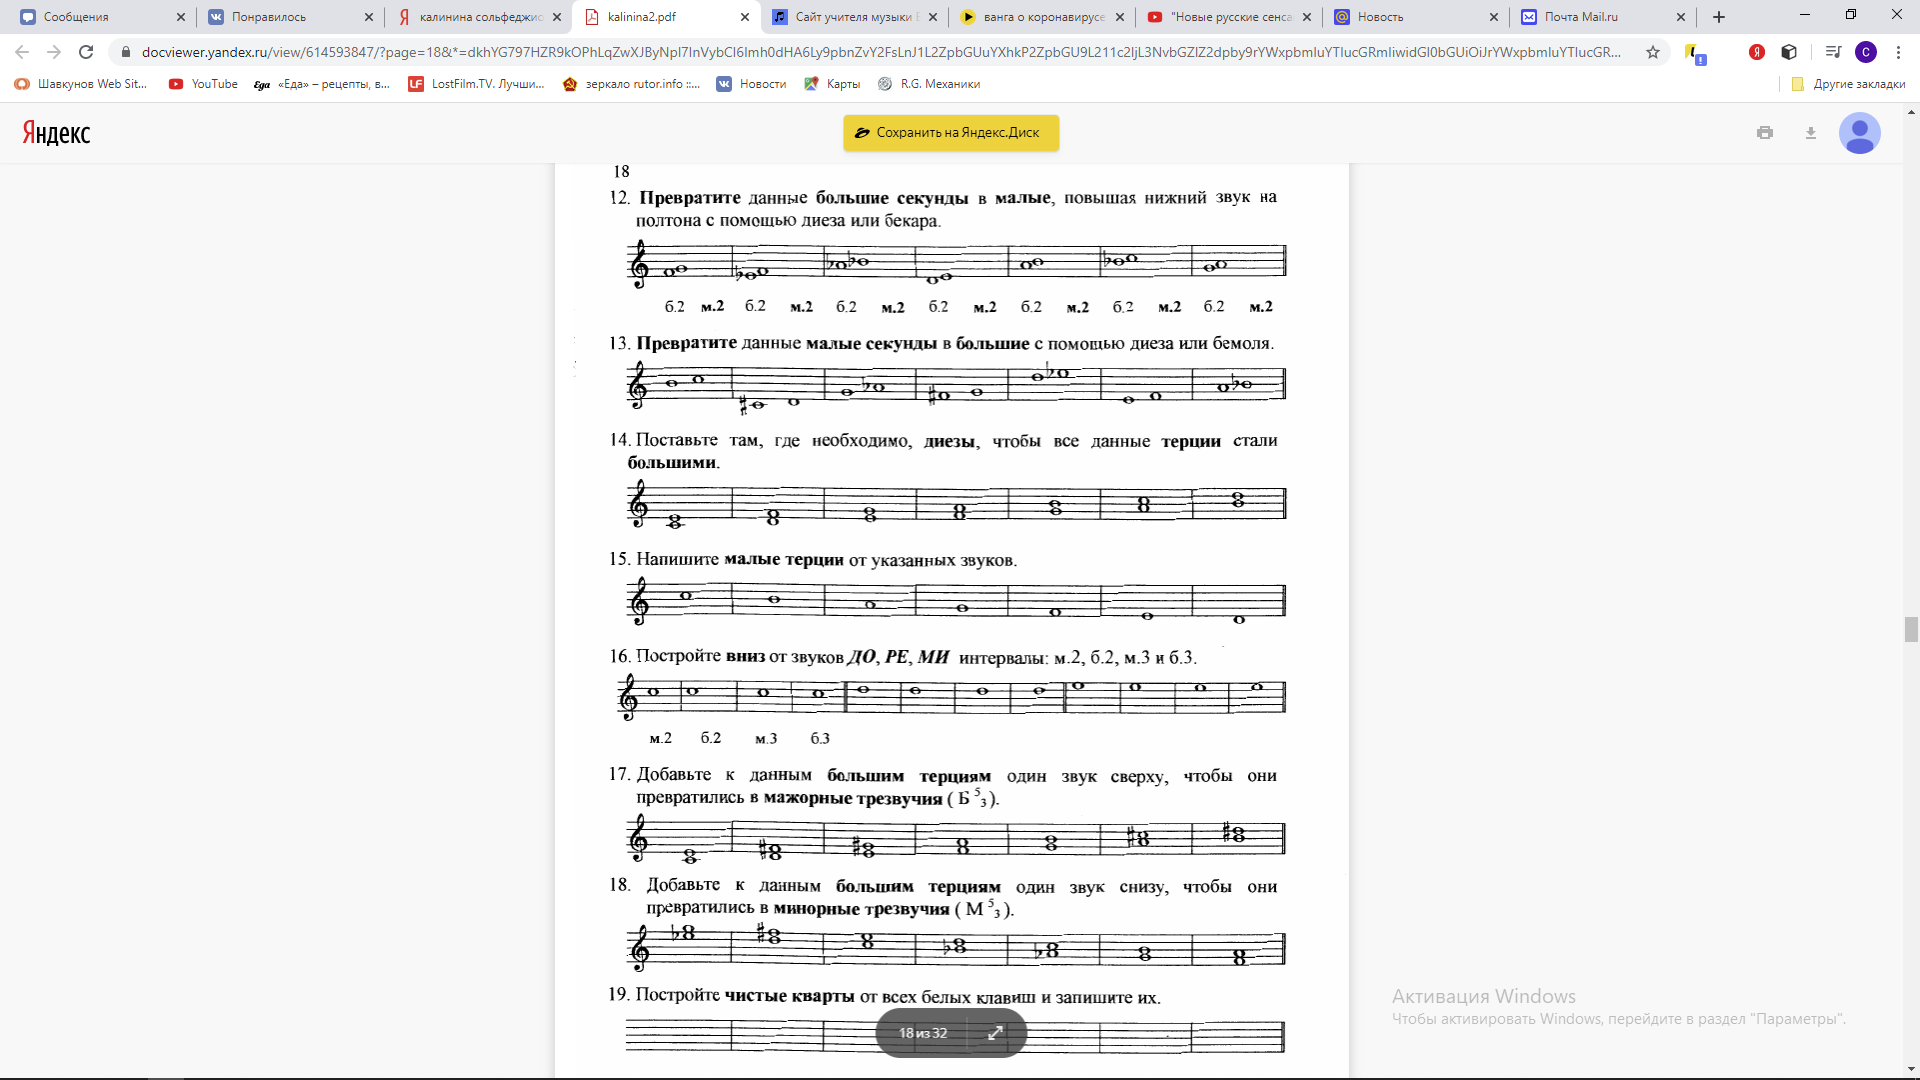 Сообщения
Понравилось
калинина сольфеджио
kalinina2.pdf
Сайт учителя музыки
ванга о коронавирусе
"Новые русские сенса
Новость
Почта Mail.ru
Шавкунов Web Sit...
YouTube
Еда
«Еда» – рецепты, в...
LostFilm.TV. Лучши...
зеркало rutor.info ::...
Новости
Карты
R.G. Механики
Другие закладки
Яндекс
Сохранить на Яндекс.Диск
18
12. Превратите данные большие секунды в малые, повышая нижний звук на
полтона с помощью диеза или бекара.
б.2 м.2 б.2 м.2 б.2 м.2 б.2 м.2 б.2 м.2 б.2 м.2 б.2 м.2
13. Превратите данные малые секунды в большие с помощью диеза или бемоля.
14. Поставьте там, где необходимо, диезы, чтобы все данные терции стали
большими.
15. Напишите малые терции от указанных звуков.
16. Постройте вниз от звуков ДО, РЕ, МИ интервалы: м.2, б.2, м.3 и б.3.
м.2 б.2 м.3 б.3
17. Добавьте к данным большим терциям один звук сверху, чтобы они
превратились в мажорные трезвучия ( Б 5 3 ).
18. Добавьте к данным большим терциям один звук снизу, чтобы они
превратились в минорные трезвучия ( М 5 3 ).
19. Постройте чистые кварты от всех белых клавиш и запишите их.
18 из 32
Активация Windows
Чтобы активировать Windows, перейдите в раздел "Параметры".